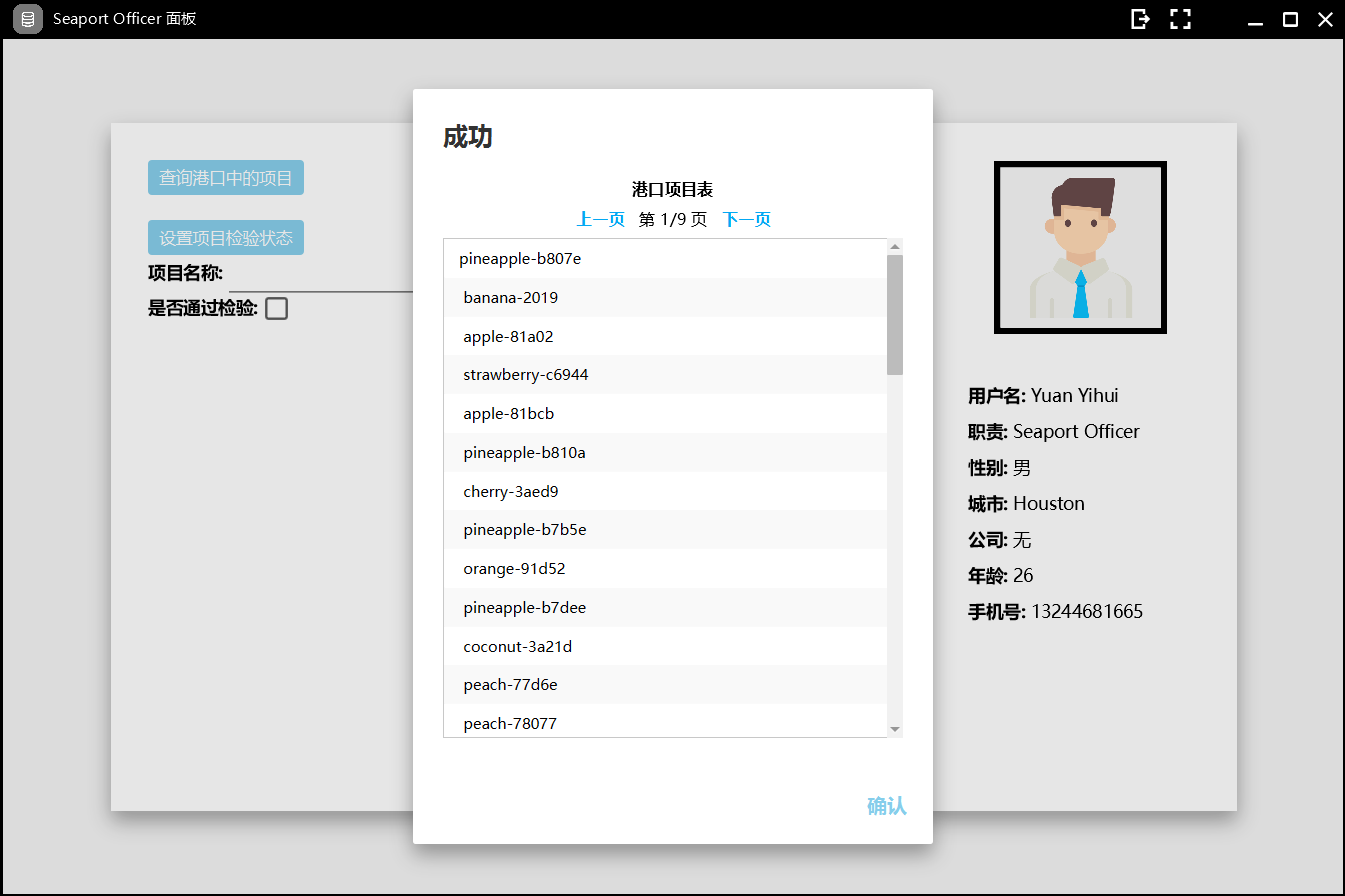 Seaport Officer 面板
查询港口中的项目
设置项目检验状态
项目名称:
是否通过检验:
成功
港口项目表
上一页 第 1/9 页 下一页
pineapple-b807e
banana-2019
apple-81a02
strawberry-c6944
apple-81bcb
pineapple-b810a
cherry-3aed9
pineapple-b7b5e
orange-91d52
pineapple-b7dee
coconut-3a21d
peach-77d6e
peach-78077
确认
用户名: Yuan Yihui
职责: Seaport Officer
性别: 男
城市: Houston
公司: 无
年龄: 26
手机号: 13244681665